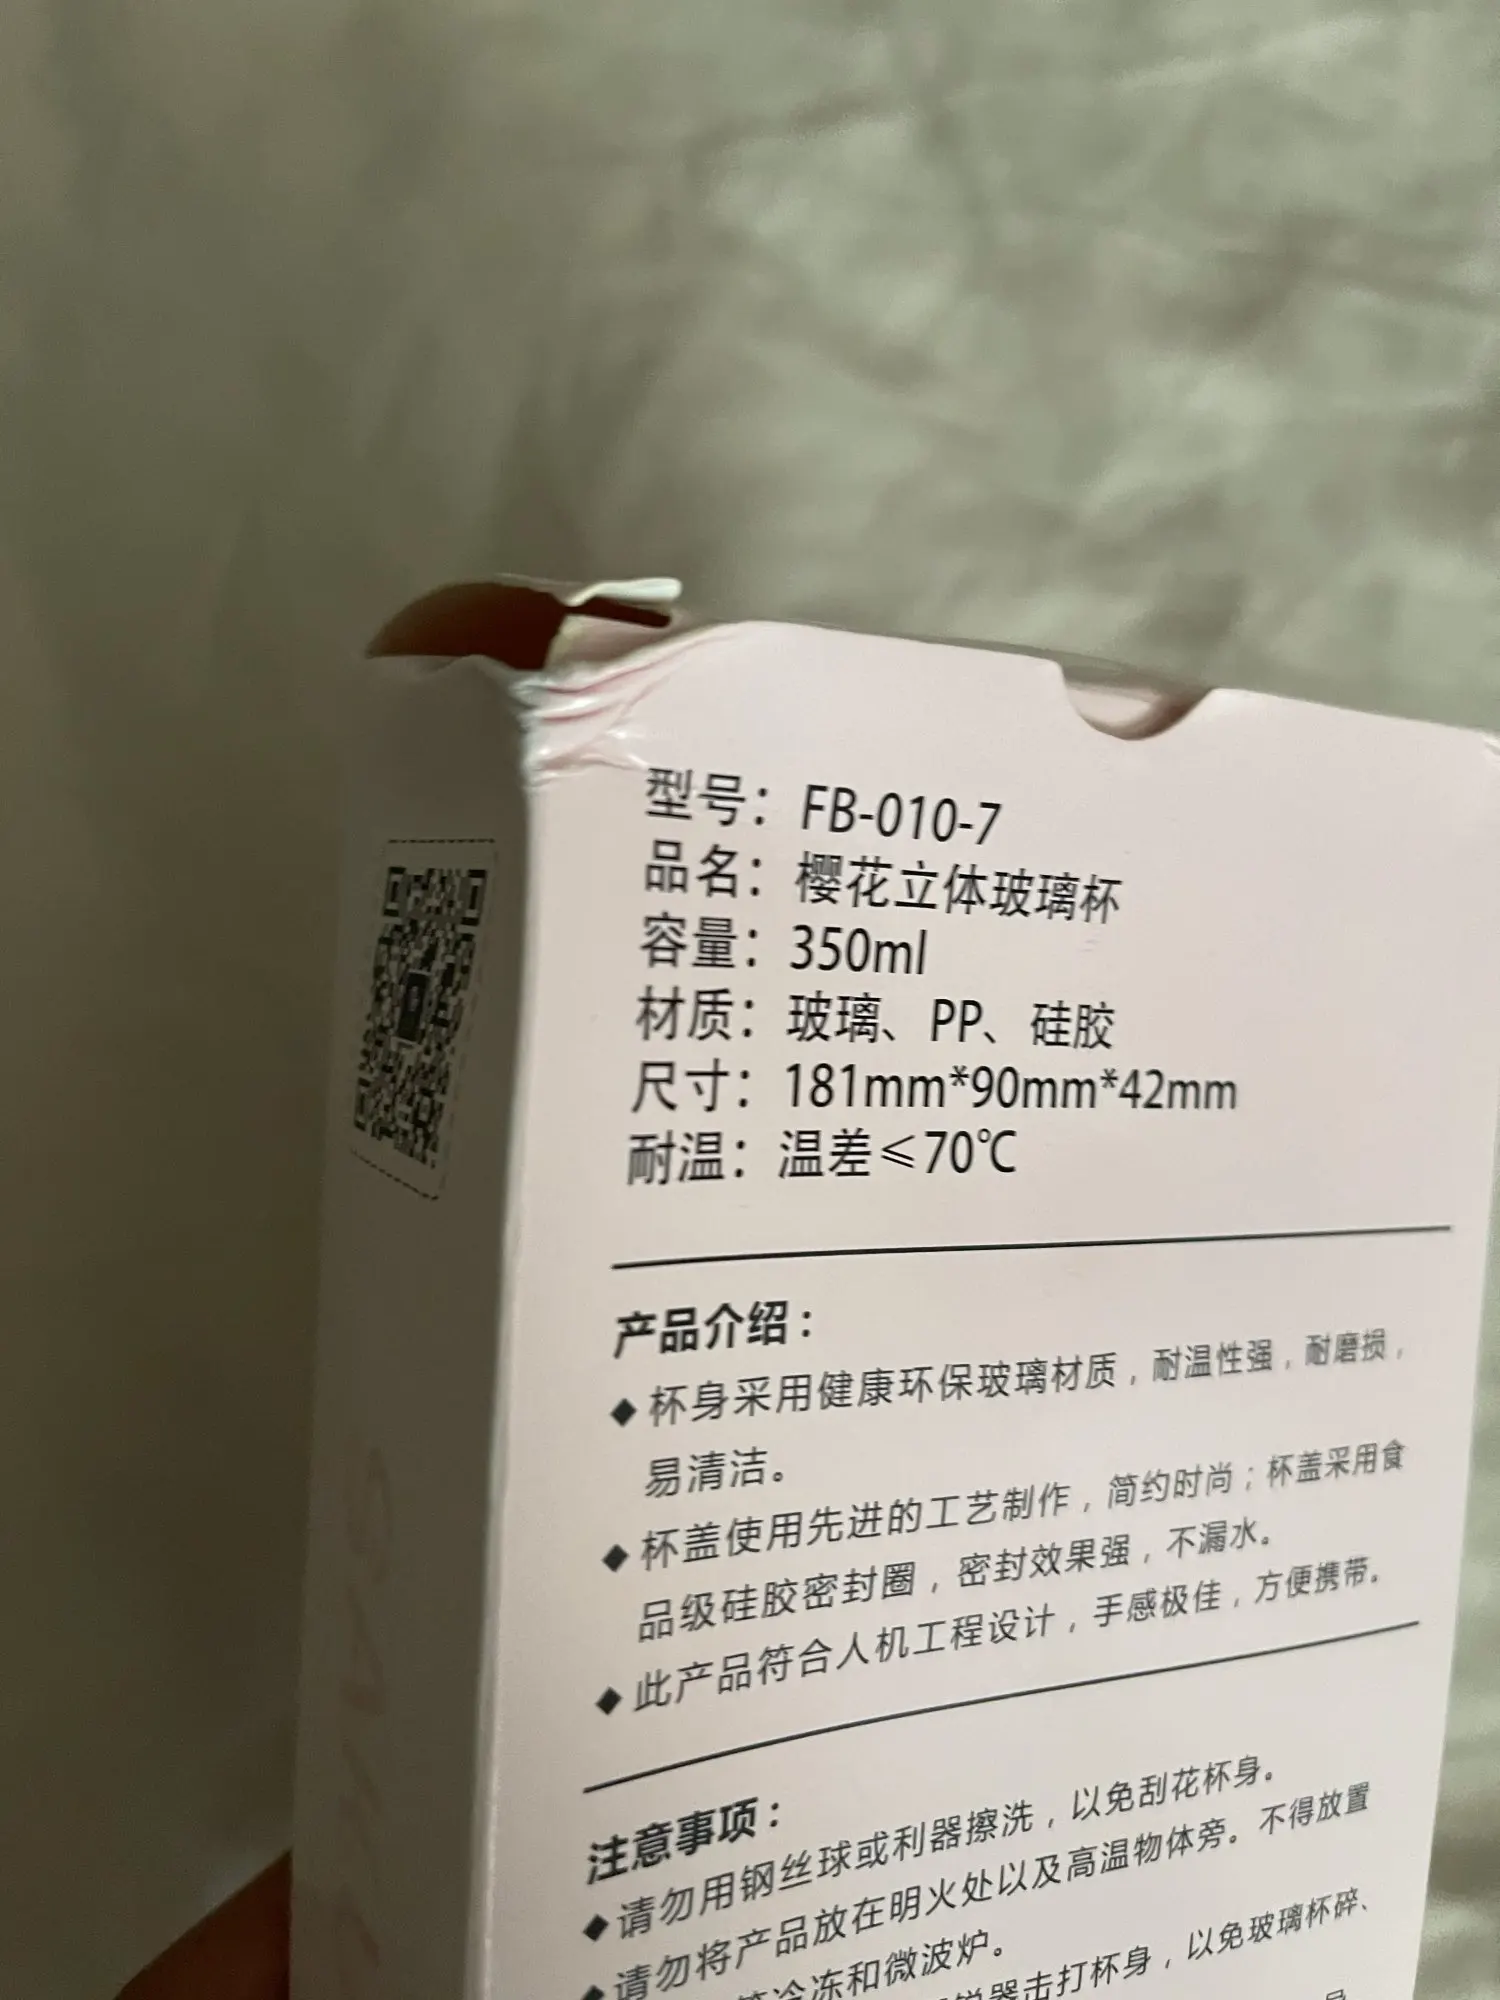 型号：FB-010-7
品名：樱花立体玻璃杯
容量：350ml
材质：玻璃、PP、硅胶
尺寸：181mm*90mm*42mm
耐温：温差≤70℃
产品介绍：
◆杯身采用健康环保玻璃材质，耐温性强，耐磨损，
易清洁。
◆杯盖使用先进的工艺制作，简约时尚；杯盖采用食
品级硅胶密封圈，密封效果强，不漏水。
◆此产品符合人机工程设计，手感极佳，方便携带。
注意事项：
◆请勿用钢丝球或利器擦洗，以免刮花杯身。
◆请勿将产品放在明火处以及高温物体旁。不得放置
冷冻和微波炉。
锐器击打杯身，以免玻璃杯碎、